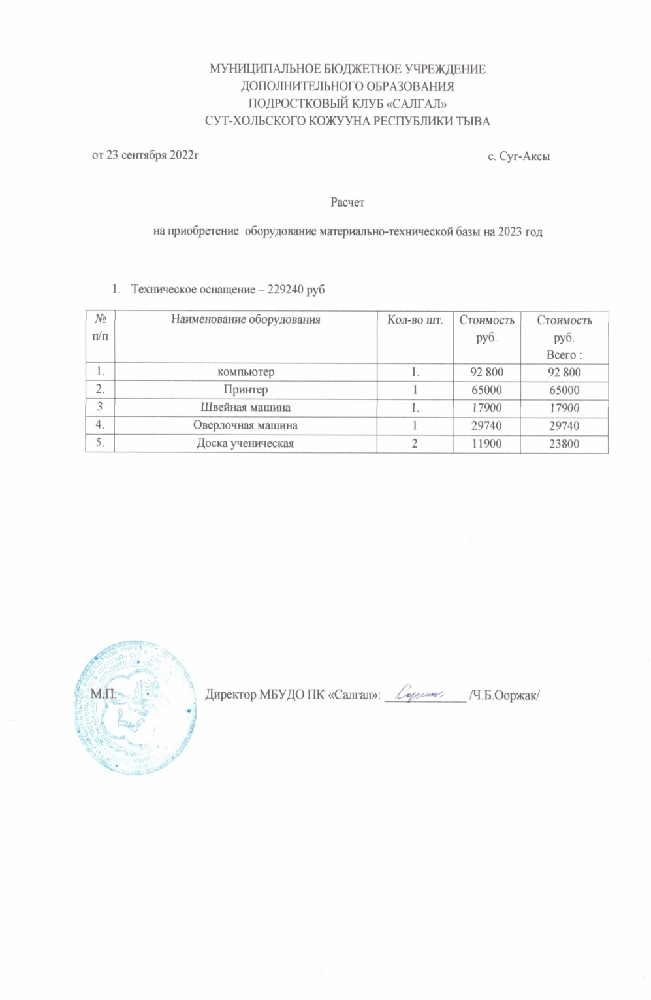 МУНИЦИПАЛЬНОЕ БЮДЖЕТНОЕ УЧРЕЖДЕНИЕ
ДОПОЛНИТЕЛЬНОГО ОБРАЗОВАНИЯ
ПОДРОСТКОВЫЙ КЛУБ «САЛГАЛ»
СУТ-ХОЛЬСКОГО КОЖУУНА РЕСПУБЛИКИ ТЫВА
от 23 сентября 2022г с. Суг-Аксы
Расчет
на приобретение оборудование материально-технической базы на 2023 год
1. Техническое оснащение – 229240 руб
№ п/п Наименование оборудования Кол-во шт. Стоимость руб. Стоимость руб. Всего :
1. компьютер 1. 92 800 92 800
2. Принтер 1 65000 65000
3 Швейная машина 1. 17900 17900
4. Оверлочная машина 1 29740 29740
5. Доска ученическая 2 11900 23800
М.П. Директор МБУДО ПК «Салгал»: /Ч.Б.Ооржак/